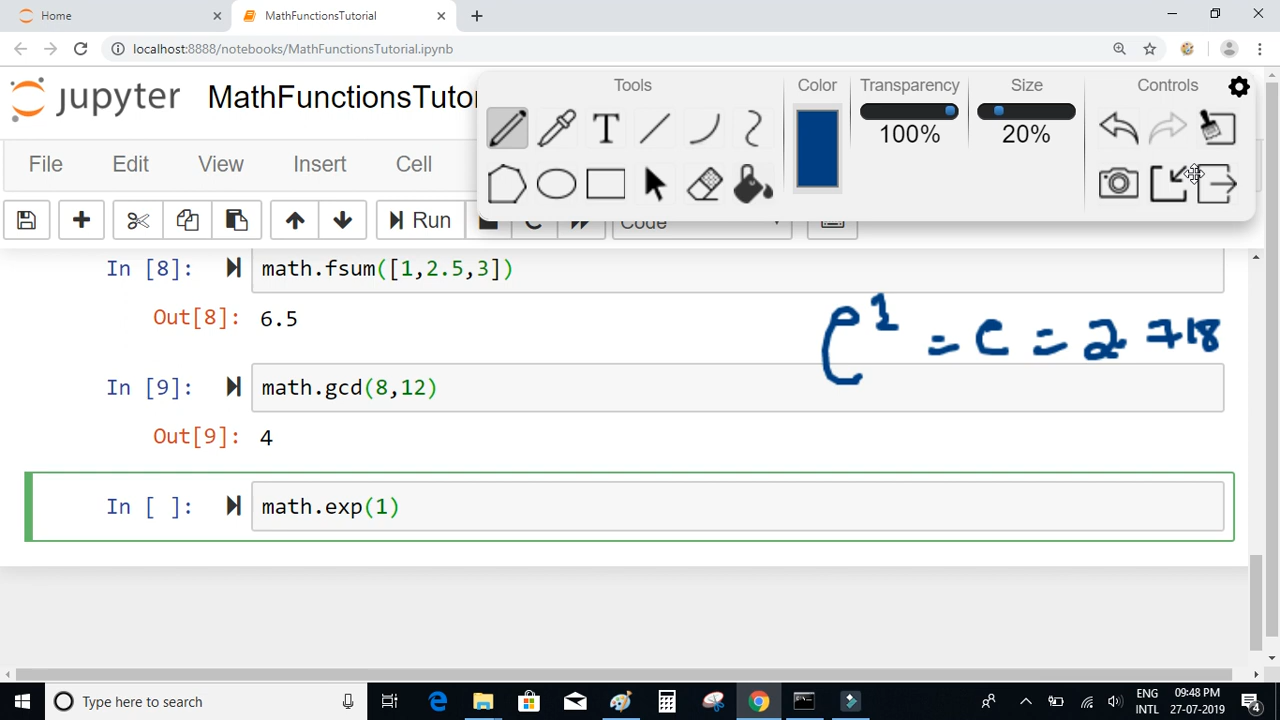 Home
MathFunctionsTutorial
localhost:8888/notebooks/MathFunctionsTutorial.ipynb
jupyter MathFunctionsTutor
Tools Color Transparency Size Controls
100% 20%
File Edit View Insert Cell
Run Code
In [8]: math.fsum([1,2.5,3])
Out[8]: 6.5
e1 = e = 2 718
In [9]: math.gcd(8,12)
Out[9]: 4
In [ ]: math.exp(1)
Type here to search
ENG 09:48 PM
INTL 27-07-2019
4